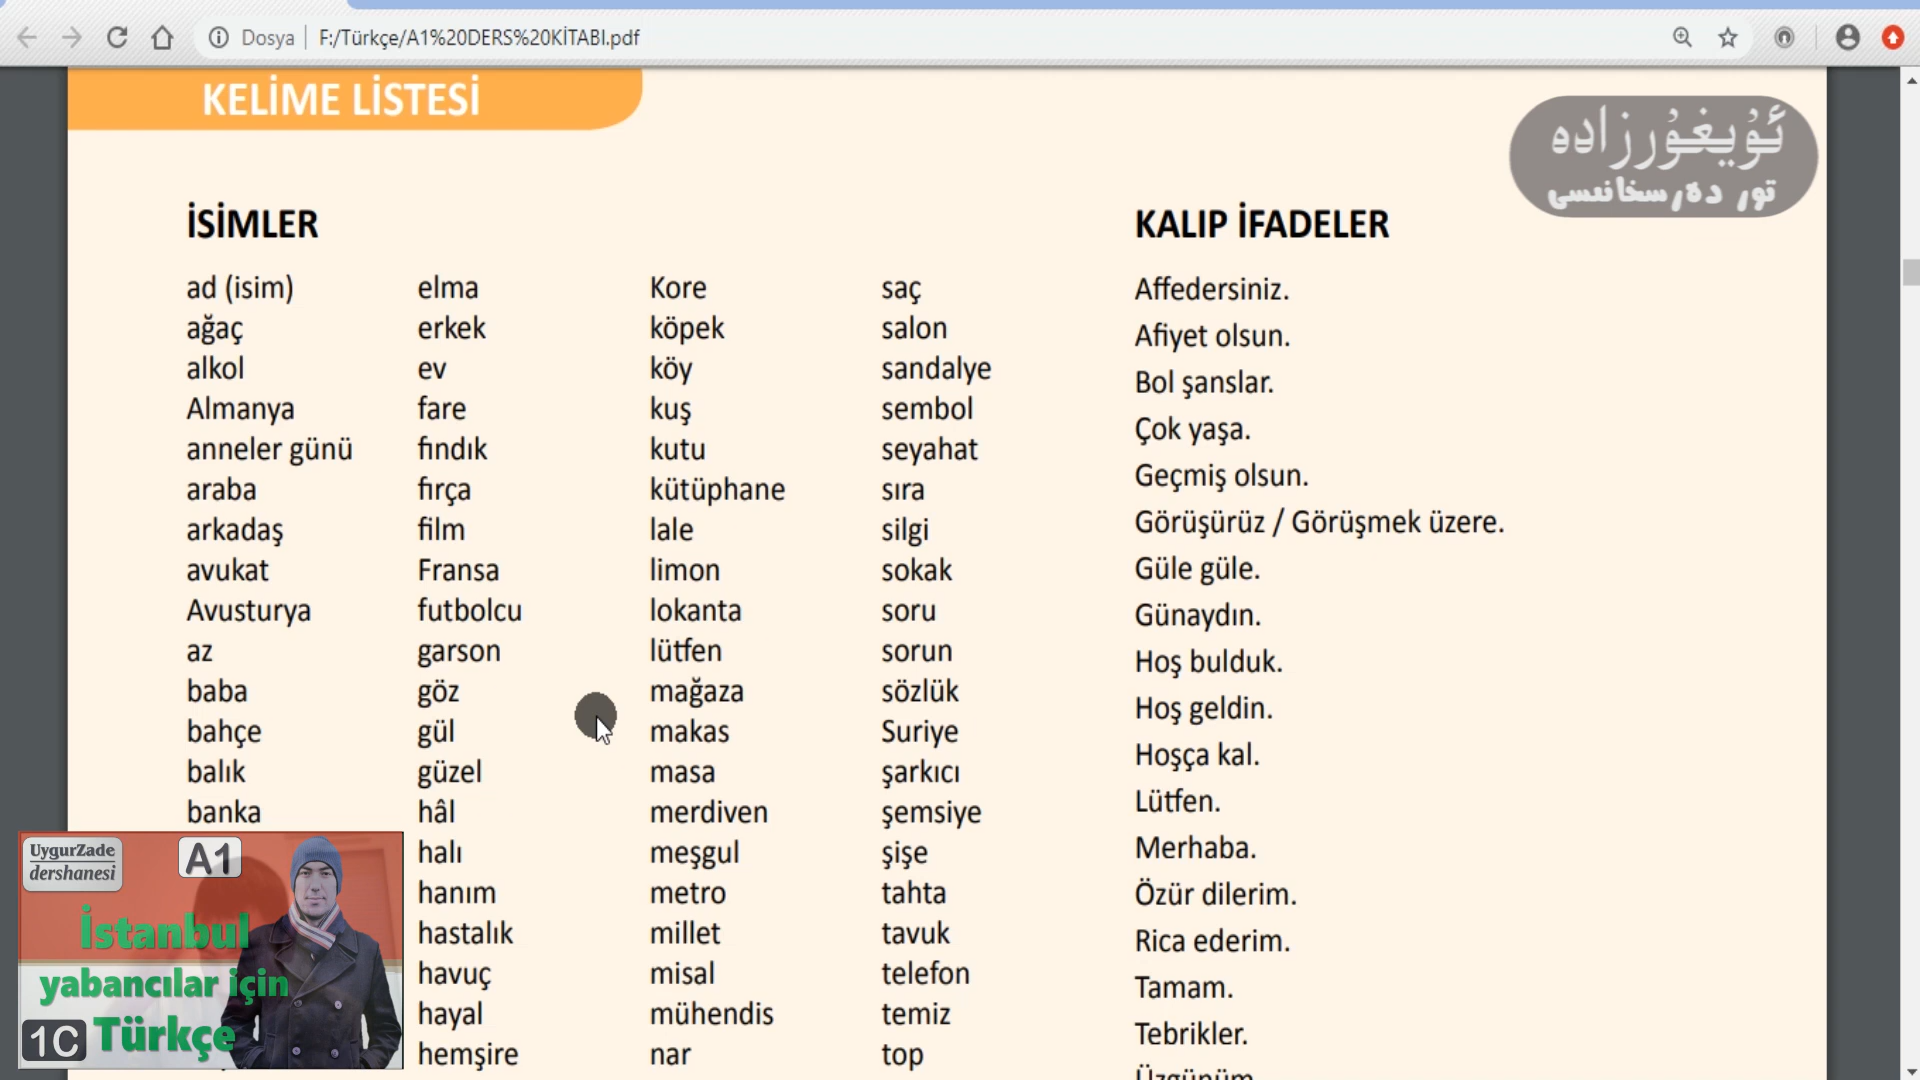 Dosya
F:/Türkçe/A1%20DERS%20KİTABI.pdf
KELİME LİSTESİ
ئۇيغۇرزادە
تور دەرسخانىسى
İSİMLER
ad (isim)
ağaç
alkol
Almanya
anneler günü
araba
arkadaş
avukat
Avusturya
az
baba
bahçe
balık
banka
elma
erkek
ev
fare
fındık
fırça
film
Fransa
futbolcu
garson
göz
gül
güzel
hâl
halı
hanım
hastalık
havuç
hayal
hemşire
Kore
köpek
köy
kuş
kutu
kütüphane
lale
limon
lokanta
lütfen
mağaza
makas
masa
merdiven
meşgul
metro
millet
misal
mühendis
nar
saç
salon
sandalye
sembol
seyahat
sıra
silgi
sokak
soru
sorun
sözlük
Suriye
şarkıcı
şemsiye
şişe
tahta
tavuk
telefon
temiz
top
KALIP İFADELER
Affedersiniz.
Afiyet olsun.
Bol şanslar.
Çok yaşa.
Geçmiş olsun.
Görüşürüz / Görüşmek üzere.
Güle güle.
Günaydın.
Hoş bulduk.
Hoş geldin.
Hoşça kal.
Lütfen.
Merhaba.
Özür dilerim.
Rica ederim.
Tamam.
Tebrikler.
UygurZade
dershanesi
A1
İstanbul
yabancılar için
Türkçe
1C